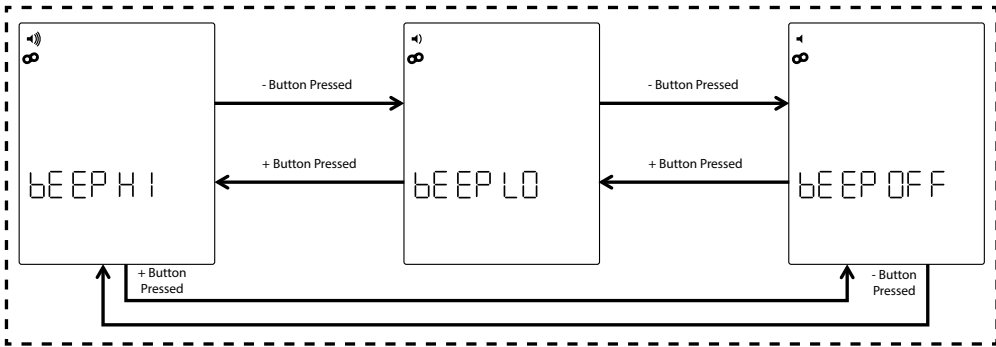 - Button Pressed
- Button Pressed
+ Button Pressed
+ Button Pressed
bEEP HI
bEEP LO
bEEP OFF
+ Button
Pressed
- Button
Pressed